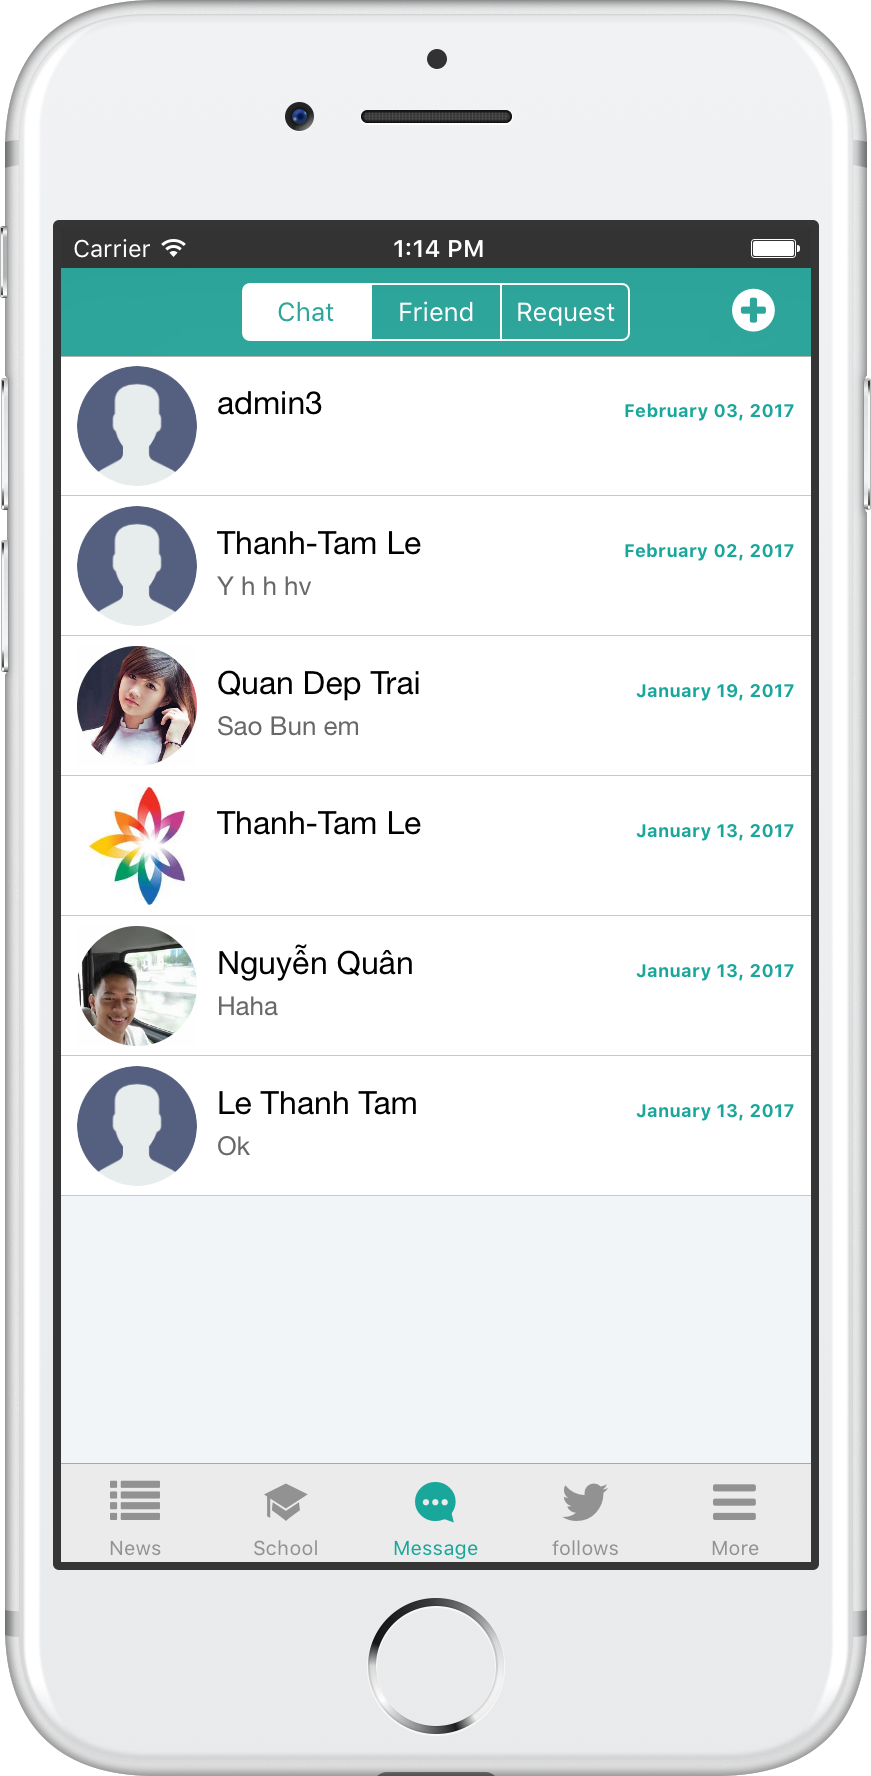 Carrier 1:14 PM
Chat Friend Request
admin3 February 03, 2017
Thanh-Tam Le February 02, 2017
Y h h hv
Quan Dep Trai January 19, 2017
Sao Bun em
Thanh-Tam Le January 13, 2017
Nguyễn Quân January 13, 2017
Haha
Le Thanh Tam January 13, 2017
Ok
News School Message follows More